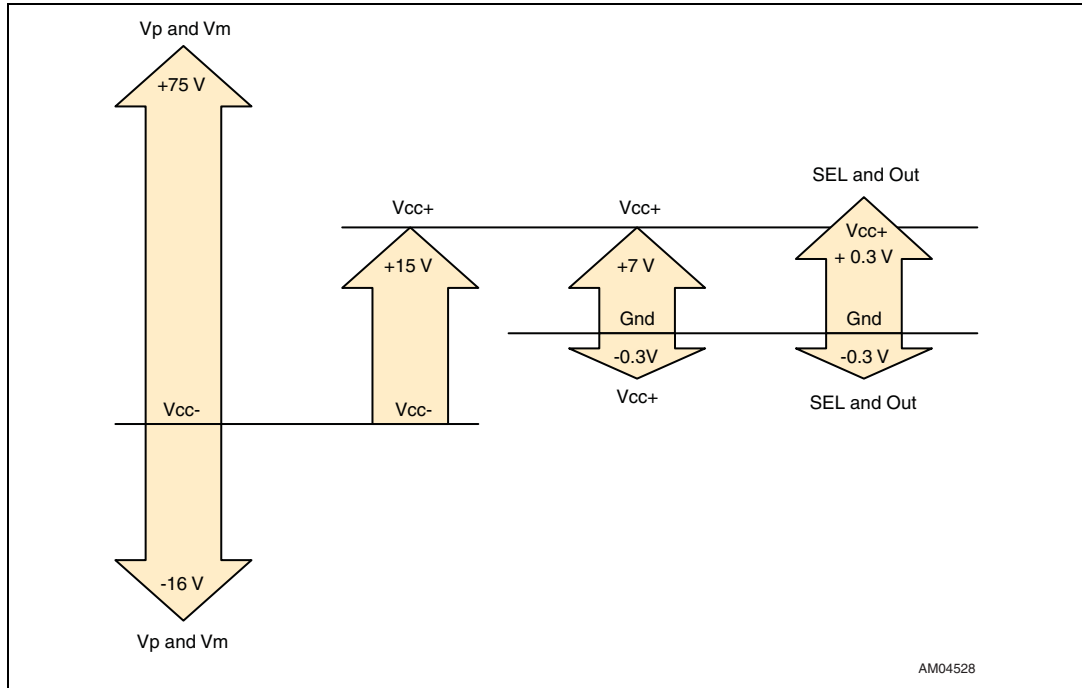 Vp and Vm
+75 V
SEL and Out
Vcc+
Vcc+
Vcc+
+ 0.3 V
+15 V
+7 V
Gnd
Gnd
-0.3V
-0.3 V
Vcc+
SEL and Out
Vcc-
Vcc-
-16 V
Vp and Vm
AM04528